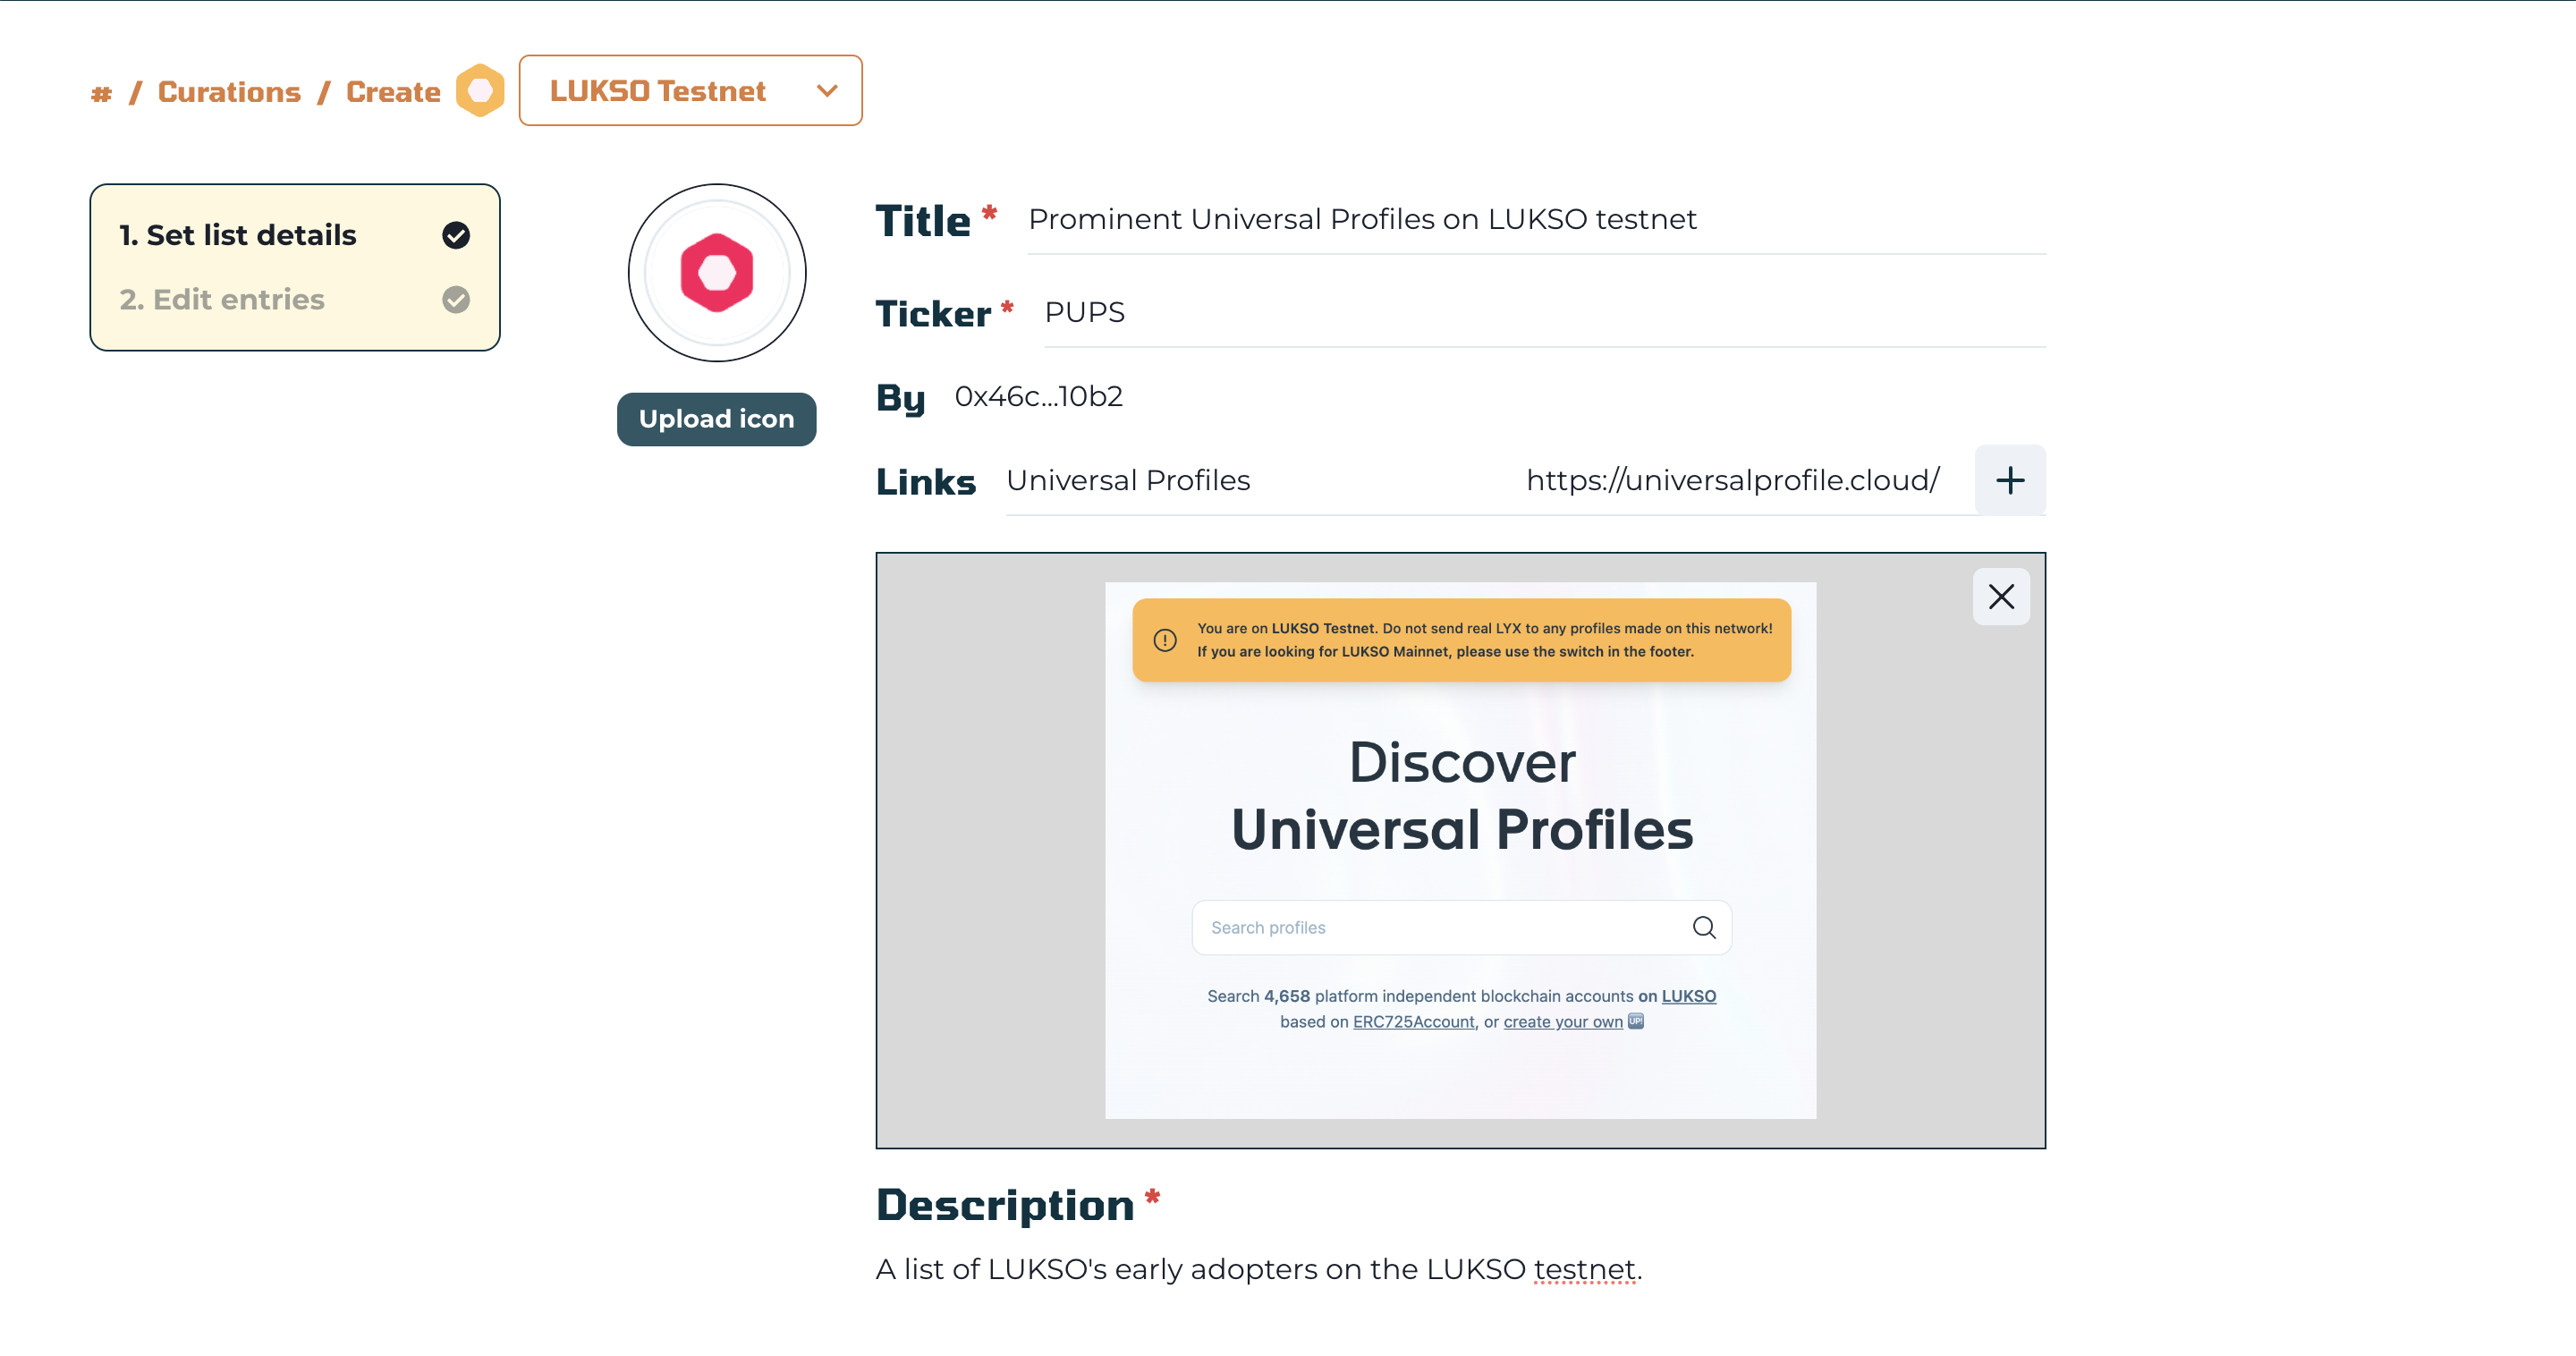 # / Curations / Create LUKSO Testnet
1. Set list details
2. Edit entries
Upload icon
Title * Prominent Universal Profiles on LUKSO testnet
Ticker * PUPS
By 0x46c...10b2
Links Universal Profiles https://universalprofile.cloud/ +
You are on LUKSO Testnet. Do not send real LYX to any profiles made on this network!
If you are looking for LUKSO Mainnet, please use the switch in the footer.
Discover
Universal Profiles
Search profiles
Search 4,658 platform independent blockchain accounts on LUKSO
based on ERC725Account, or create your own 🆙
Description *
A list of LUKSO's early adopters on the LUKSO testnet.